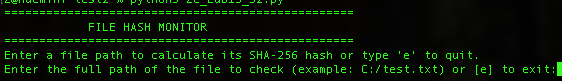 =============================================
FILE HASH MONITOR
=============================================
Enter a file path to calculate its SHA-256 hash or type 'e' to quit.
Enter the full path of the file to check (example: C:/test.txt) or [e] to exit: